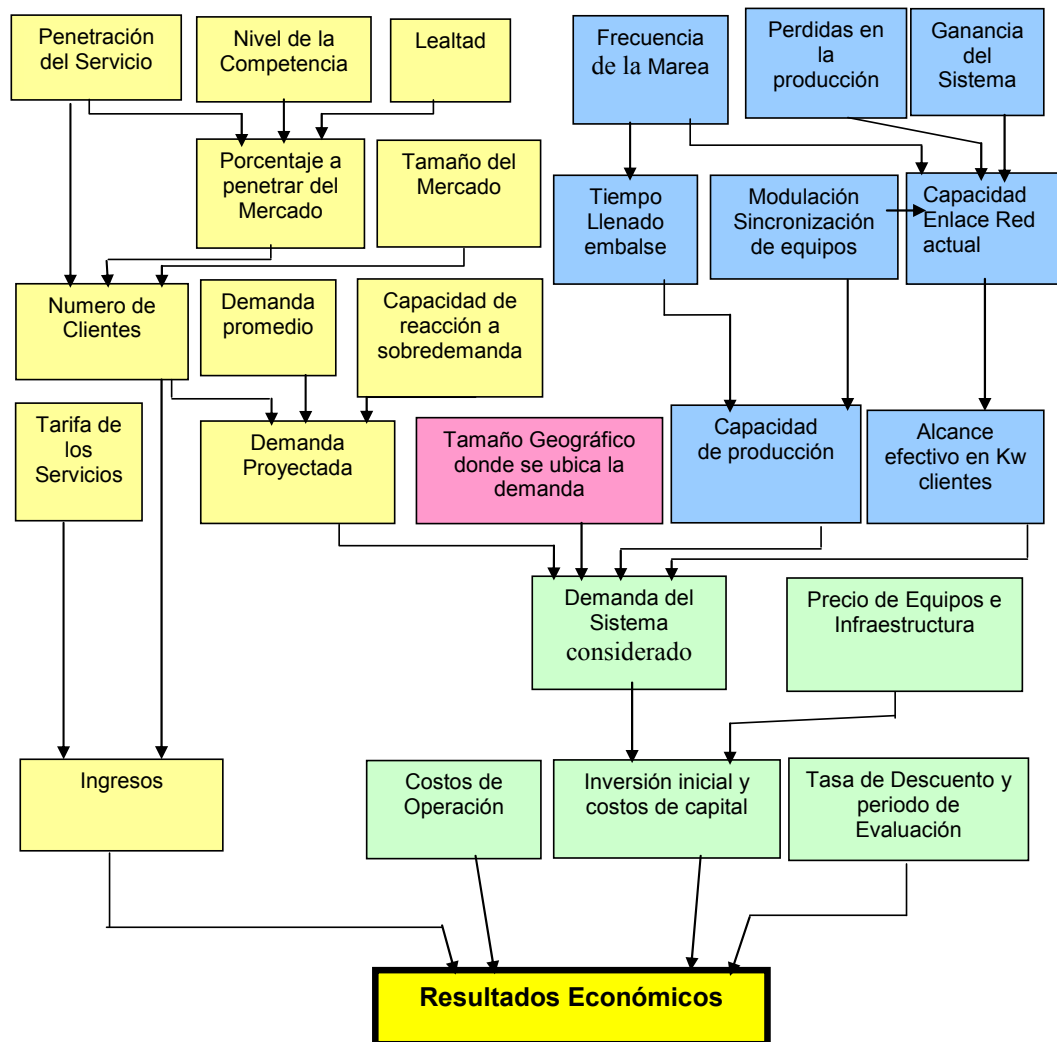 Penetración
del Servicio
Nivel de la
Competencia
Lealtad
Frecuencia
de la Marea
Perdidas en
la
producción
Ganancia
del
Sistema
Porcentaje a
penetrar del
Mercado
Tamaño del
Mercado
Tiempo
Llenado
embalse
Modulación
Sincronización
de equipos
Capacidad
Enlace Red
actual
Numero de
Clientes
Demanda
promedio
Capacidad de
reacción a
sobredemanda
Tarifa de
los
Servicios
Demanda
Proyectada
Tamaño Geográfico
donde se ubica la
demanda
Capacidad
de producción
Alcance
efectivo en Kw
clientes
Demanda del
Sistema
considerado
Precio de Equipos e
Infraestructura
Ingresos
Costos de
Operación
Inversión inicial y
costos de capital
Tasa de Descuento y
periodo de
Evaluación
Resultados Económicos